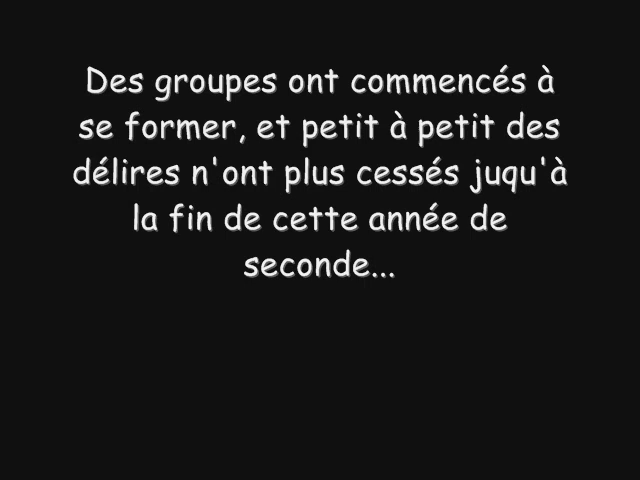 Des groupes ont commencés à
se former, et petit à petit des
délires n'ont plus cessés juqu'à
la fin de cette année de
seconde...